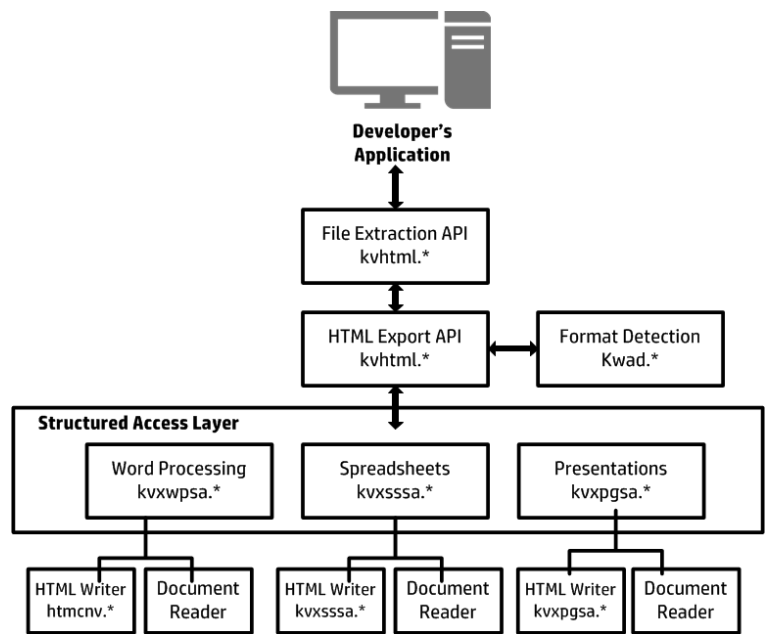 Developer's
Application
File Extraction API
kvhtml.*
HTML Export API
kvhtml.*
Format Detection
Kwad.*
Structured Access Layer
Word Processing
kvxwpsa.*
Spreadsheets
kvxsssa.*
Presentations
kvxpgsa.*
HTML Writer
htmcnv.*
Document
Reader
HTML Writer
kvxsssa.*
Document
Reader
HTML Writer
kvxpgsa.*
Document
Reader